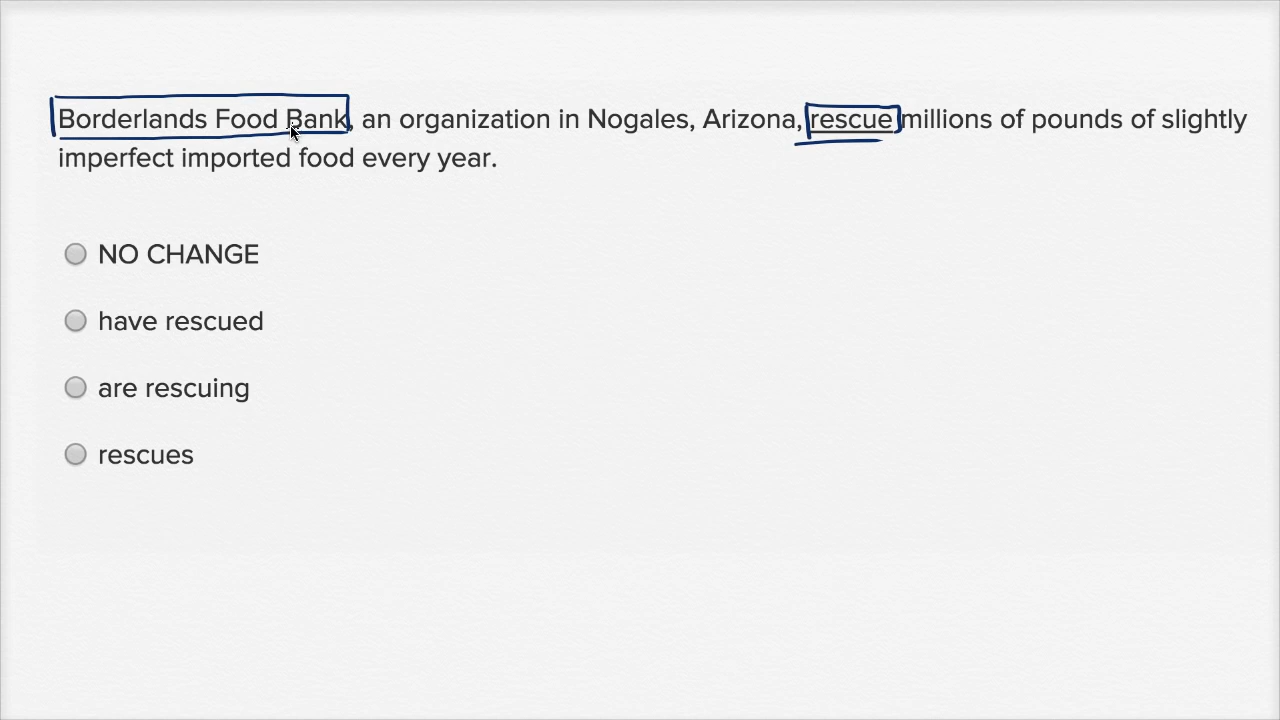 Borderlands Food Bank, an organization in Nogales, Arizona, rescue millions of pounds of slightly
imperfect imported food every year.
NO CHANGE
have rescued
are rescuing
rescues